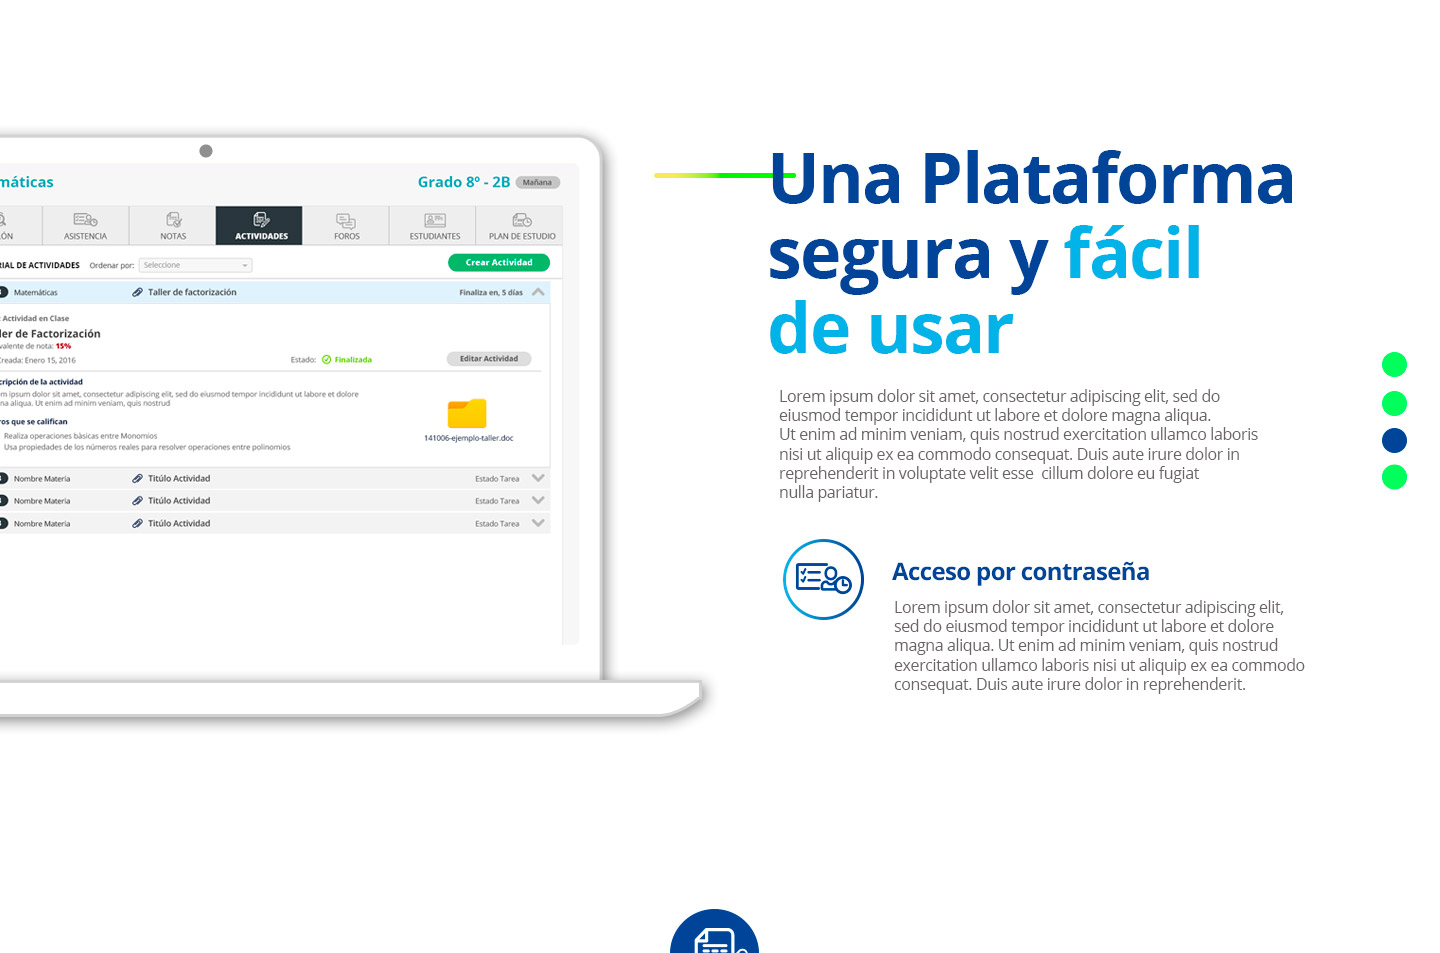 máticas
Grado 8º - 2B
Mañana
ASISTENCIA
NOTAS
ACTIVIDADES
FOROS
ESTUDIANTES
PLAN DE ESTUDIO
RIAL DE ACTIVIDADES
Ordenar por:
Seleccione
Crear Actividad
Matemáticas
Taller de factorización
Finaliza en, 5 días
Actividad en Clase
ler de Factorización
valente de nota: 15%
Creada: Enero 15, 2016
Estado:
Finalizada
Editar Actividad
cripción de la actividad
m ipsum dolor sit amet, consectetur adipiscing elit, sed do eiusmod tempor incididunt ut labore et dolore
na aliqua. Ut enim ad minim veniam, quis nostrud
ros que se califican
Realiza operaciones bàsicas entre Monomios
Usa propiedades de los números reales para resolver operaciones entre polinomios
141006-ejemplo-taller.doc
Nombre Materia
Titúlo Actividad
Estado Tarea
Nombre Materia
Titúlo Actividad
Estado Tarea
Nombre Materia
Titúlo Actividad
Estado Tarea
Una Plataforma
segura y fácil
de usar
Lorem ipsum dolor sit amet, consectetur adipiscing elit, sed do
eiusmod tempor incididunt ut labore et dolore magna aliqua.
Ut enim ad minim veniam, quis nostrud exercitation ullamco laboris
nisi ut aliquip ex ea commodo consequat. Duis aute irure dolor in
reprehenderit in voluptate velit esse  cillum dolore eu fugiat
nulla pariatur.
Acceso por contraseña
Lorem ipsum dolor sit amet, consectetur adipiscing elit,
sed do eiusmod tempor incididunt ut labore et dolore
magna aliqua. Ut enim ad minim veniam, quis nostrud
exercitation ullamco laboris nisi ut aliquip ex ea commodo
consequat. Duis aute irure dolor in reprehenderit.